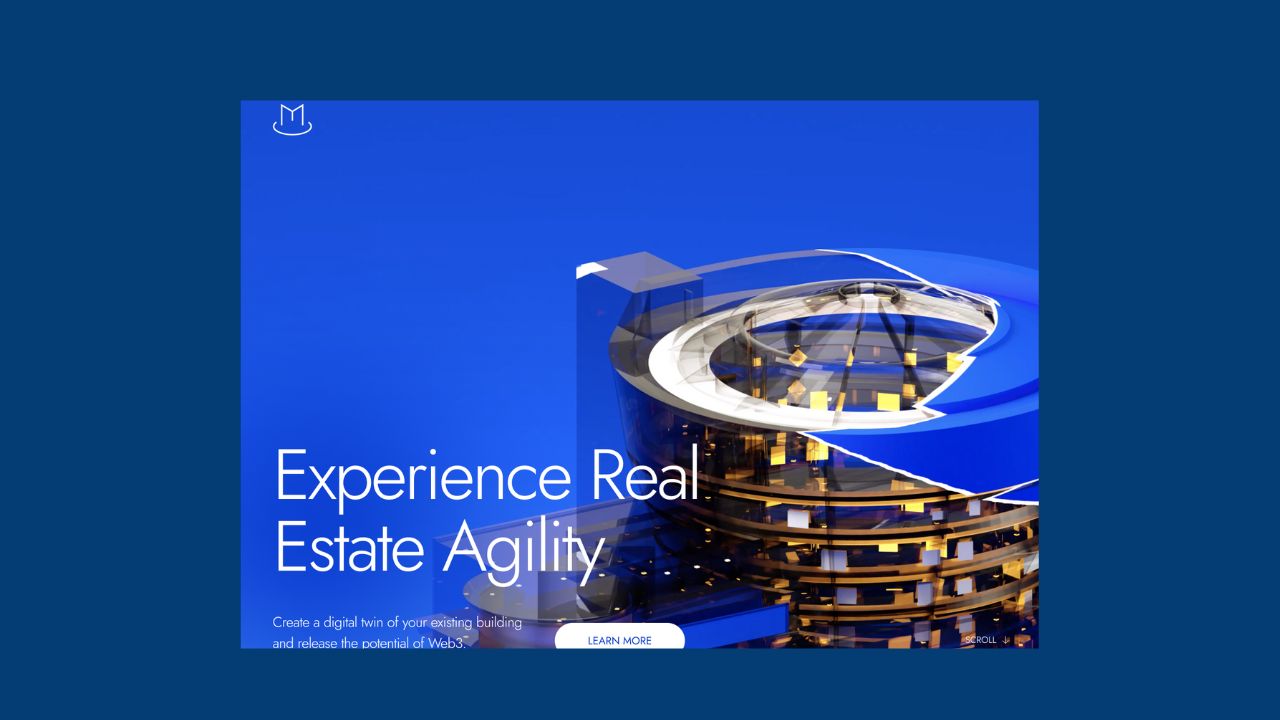 Experience Real
Estate Agility
Create a digital twin of your existing building
and release the potential of Web3.
LEARN MORE
SCROLL